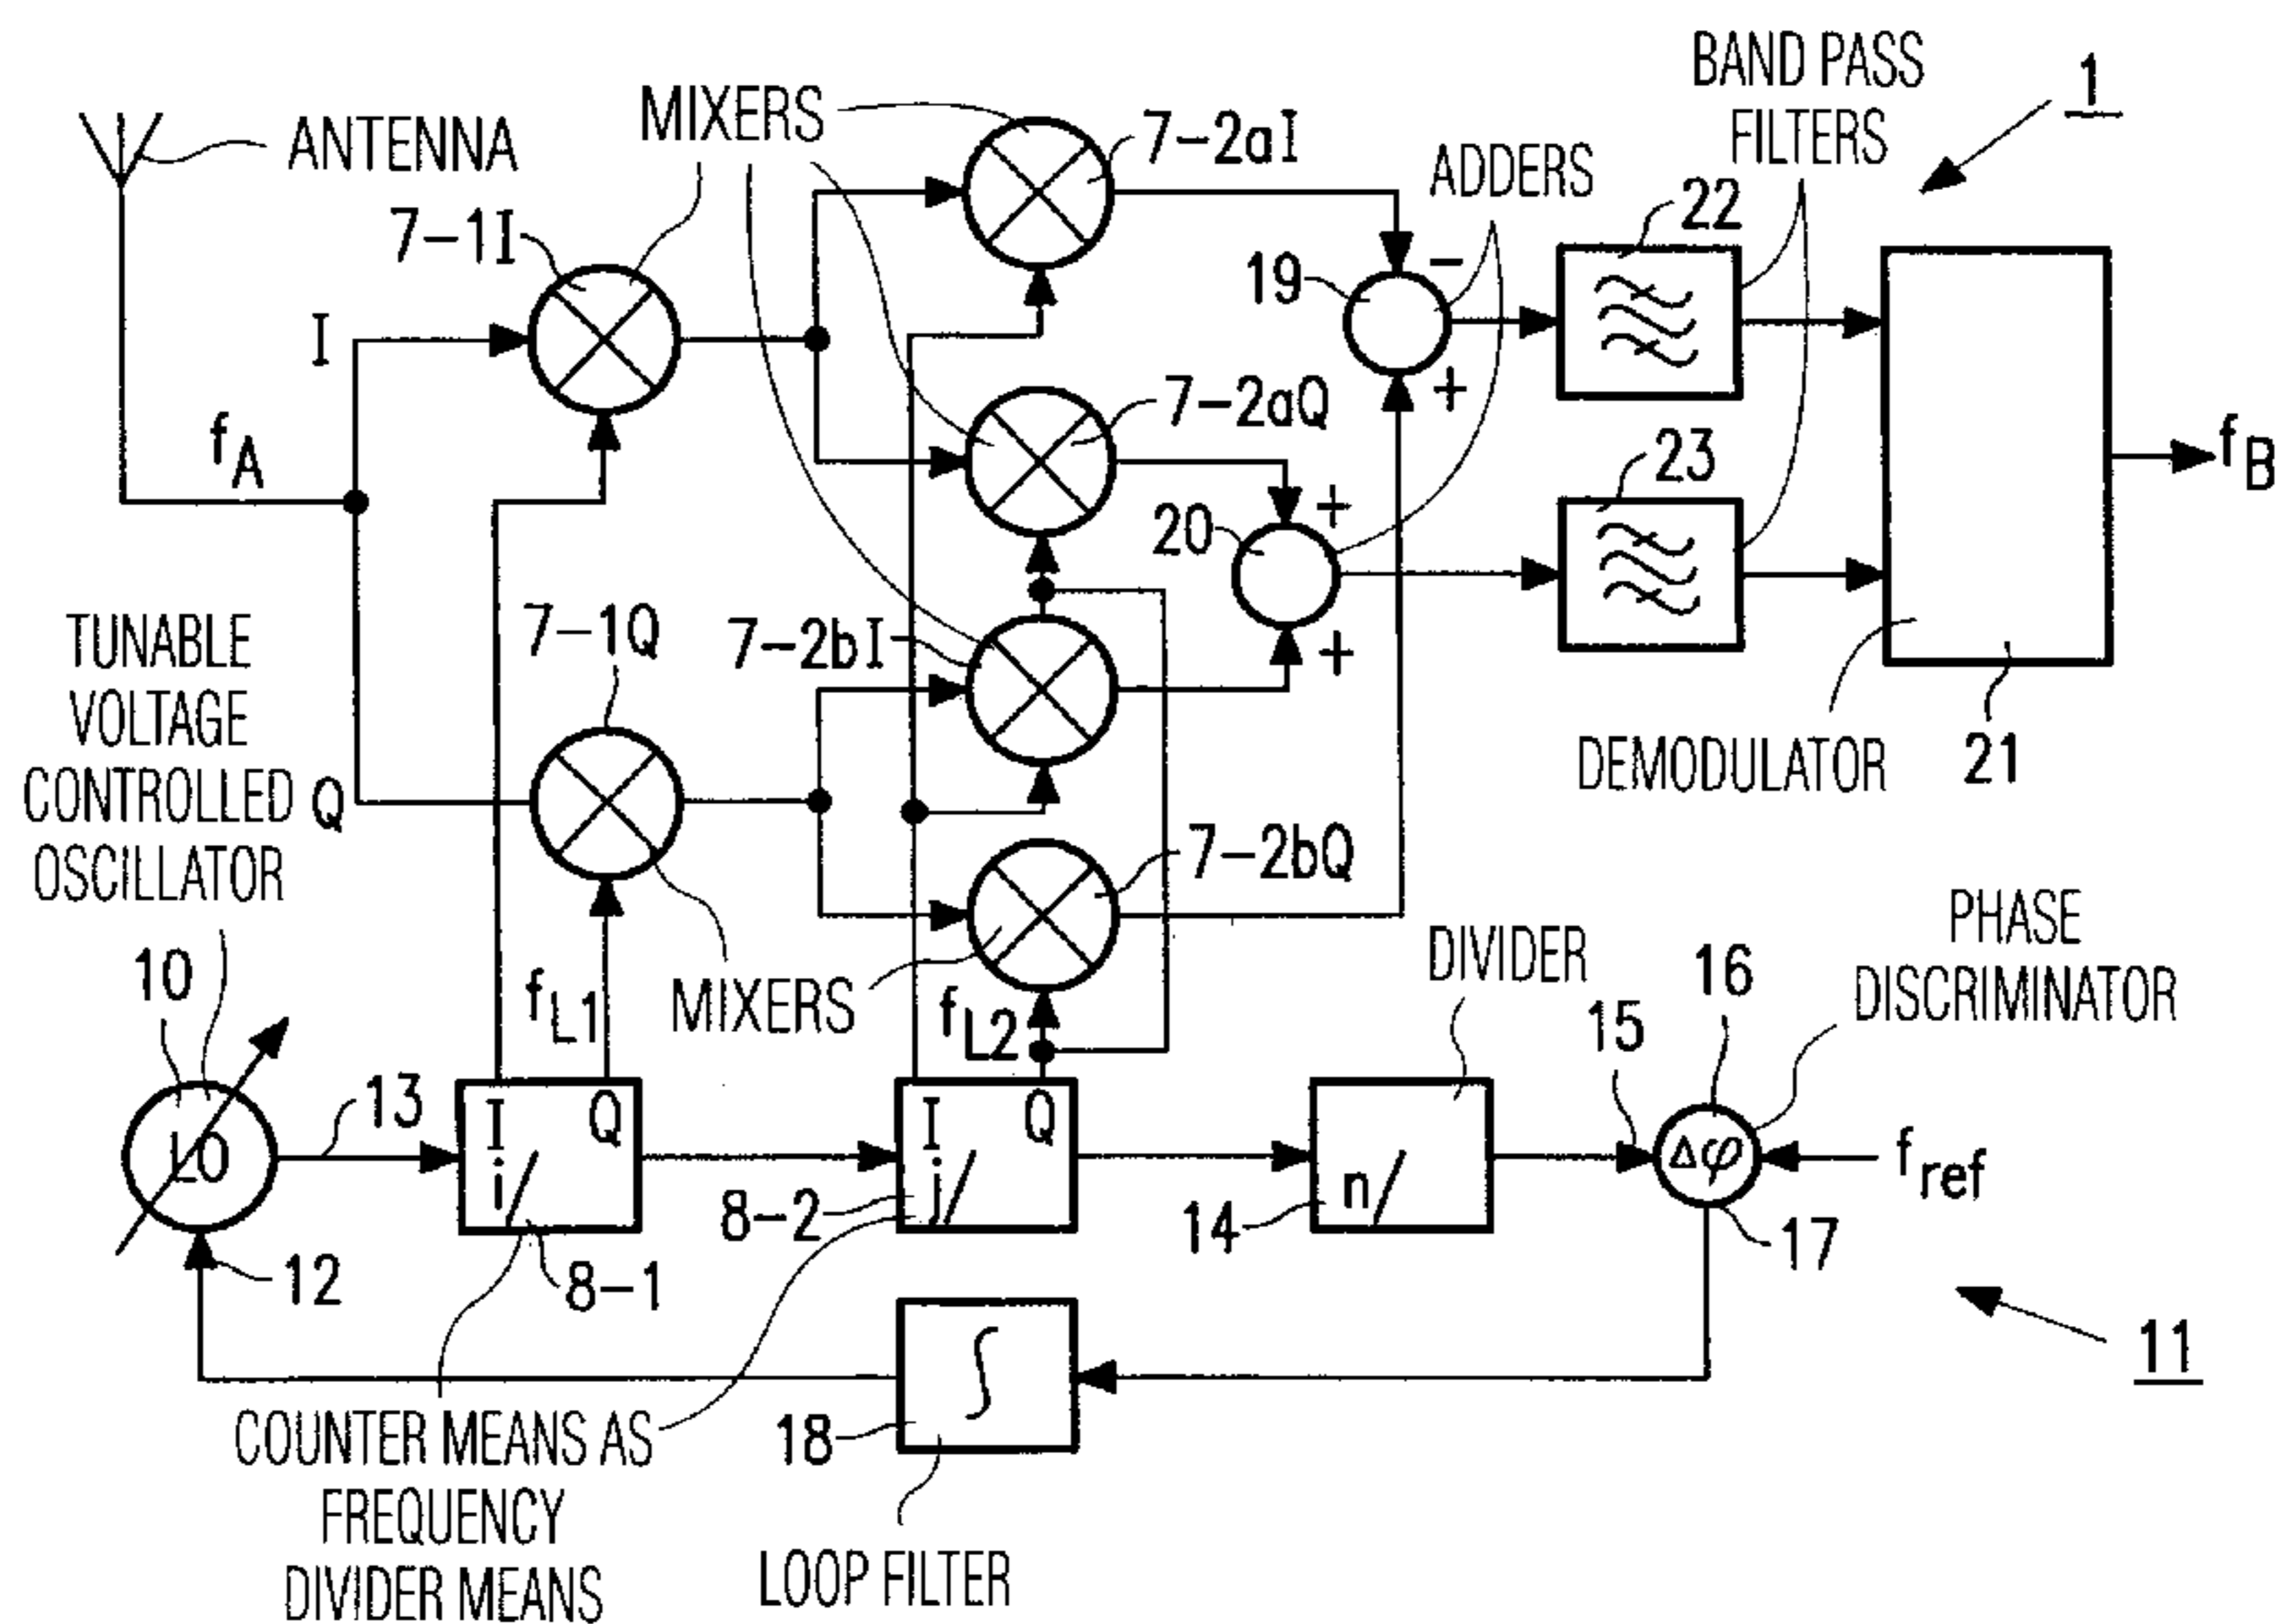 BAND PASS
FILTERS
1
ANTENNA
MIXERS
7-2aI
ADDERS
7-1I
22
19
-
+
I
7-2aQ
fA
23
fB
20
+
+
TUNABLE
VOLTAGE
CONTROLLED
OSCILLATOR
7-1Q
7-2bI
DEMODULATOR
21
Q
7-2bQ
PHASE
DISCRIMINATOR
DIVIDER
10
fL1
MIXERS
fL2
15
16
13
LO
I Q
i/
I Q
j/
n/
Δφ
fref
8-2
14
17
12
8-1
11
18
∫
COUNTER MEANS AS
FREQUENCY
DIVIDER MEANS
LOOP FILTER